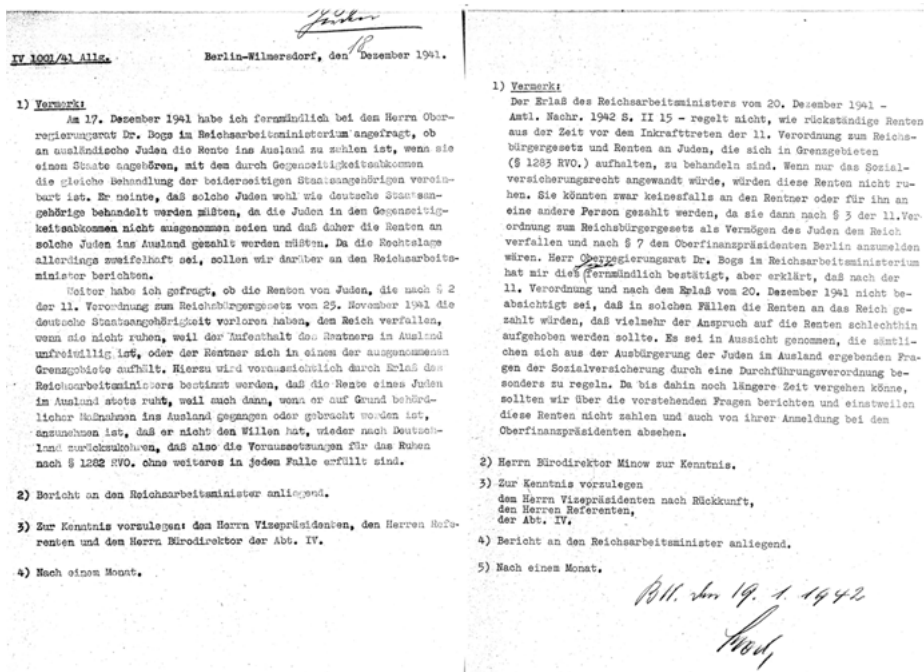 Juden
IV 1001/41 Allg.
Berlin-Wilmersdorf, den 18 Dezember 1941.
1) Vermerk:
Am 17. Dezember 1941 habe ich fernmündlich bei dem Herrn Ober-
regierungsrat Dr. Bogs im Reichsarbeitsministerium angefragt, ob
an ausländische Juden die Rente ins Ausland zu zahlen ist, wenn sie
einem Staate angehören, mit dem durch Gegenseitigkeitsabkommen
die gleiche Behandlung der beiderseitigen Staatsangehörigen verein-
bart ist. Er meinte, daß solche Juden wohl wie deutsche Staatsan-
gehörige behandelt werden müßten, da die Juden in den Gegenseitig-
keitsabkommen nicht ausgenommen seien und daß daher die Renten an
solche Juden ins Ausland gezahlt werden müßten. Da die Rechtslage
allerdings zweifelhaft sei, sollen wir darüber an den Reichsarbeits-
minister berichten.
Weiter habe ich gefragt, ob die Renten von Juden, die nach § 2
der 11. Verordnung zum Reichsbürgergesetz vom 25. November 1941 die
deutsche Staatsangehörigkeit verloren haben, dem Reich verfallen,
wenn sie nicht ruhen, weil der Aufenthalt des Rentners im Ausland
unfreiwillig ist, oder der Rentner sich in einem der ausgenommenen
Grenzgebiete aufhält. Hierzu wird voraussichtlich durch Erlaß des
Reichsarbeitsministers bestimmt werden, daß die Rente eines Juden
im Ausland stets ruht, weil auch dann, wenn er auf Grund behörd-
licher Maßnahmen ins Ausland gegangen oder gebracht worden ist,
anzunehmen ist, daß er nicht den Willen hat, wieder nach Deutsch-
land zurückzukehren, daß also die Voraussetzungen für das Ruhen
nach § 1282 RVO. ohne weiteres in jedem Falle erfüllt sind.
2) Bericht an den Reichsarbeitsminister anliegend.
3) Zur Kenntnis vorzulegen: dem Herrn Vizepräsidenten, den Herren Refe-
renten und dem Herrn Bürodirektor der Abt. IV.
4) Nach einem Monat.
1) Vermerk:
Der Erlaß des Reichsarbeitsministers vom 20. Dezember 1941 -
Amtl. Nachr. 1942 S. II 15 - regelt nicht, wie rückständige Renten
aus der Zeit vor dem Inkrafttreten der 11. Verordnung zum Reichs-
bürgergesetz und Renten an Juden, die sich in Grenzgebieten
(§ 1283 RVO.) aufhalten, zu behandeln sind. Wenn nur das Sozial-
versicherungsrecht angewandt würde, würden diese Renten nicht ru-
hen. Sie könnten zwar keinesfalls an den Rentner oder für ihn an
eine andere Person gezahlt werden, da sie dann nach § 3 der 11.Ver-
ordnung zum Reichsbürgergesetz als Vermögen des Juden dem Reich
verfallen und nach § 7 dem Oberfinanzpräsidenten Berlin anzumelden
wären. Herr Oberregierungsrat Dr. Bogs im Reichsarbeitsministerium
hat mir dies fernmündlich bestätigt, aber erklärt, daß nach der
11. Verordnung und nach dem Erlaß vom 20. Dezember 1941 nicht be-
absichtigt sei, daß in solchen Fällen die Renten an das Reich ge-
zahlt würden, daß vielmehr der Anspruch auf die Renten schlechthin
aufgehoben werden sollte. Es sei in Aussicht genommen, die sämtli-
chen sich aus der Ausbürgerung der Juden im Ausland ergebenden Fra-
gen der Sozialversicherung durch eine Durchführungsverordnung be-
sonders zu regeln. Da bis dahin noch längere Zeit vergehen könne,
sollten wir über die vorstehenden Fragen berichten und einstweilen
diese Renten nicht zahlen und auch von ihrer Anmeldung bei dem
Oberfinanzpräsidenten absehen.
2) Herrn Bürodirektor Minow zur Kenntnis.
3) Zur Kenntnis vorzulegen
dem Herrn Vizepräsidenten nach Rückkunft,
den Herren Referenten,
der Abt. IV.
4) Bericht an den Reichsarbeitsminister anliegend.
5) Nach einem Monat.
den 19. 1. 1942